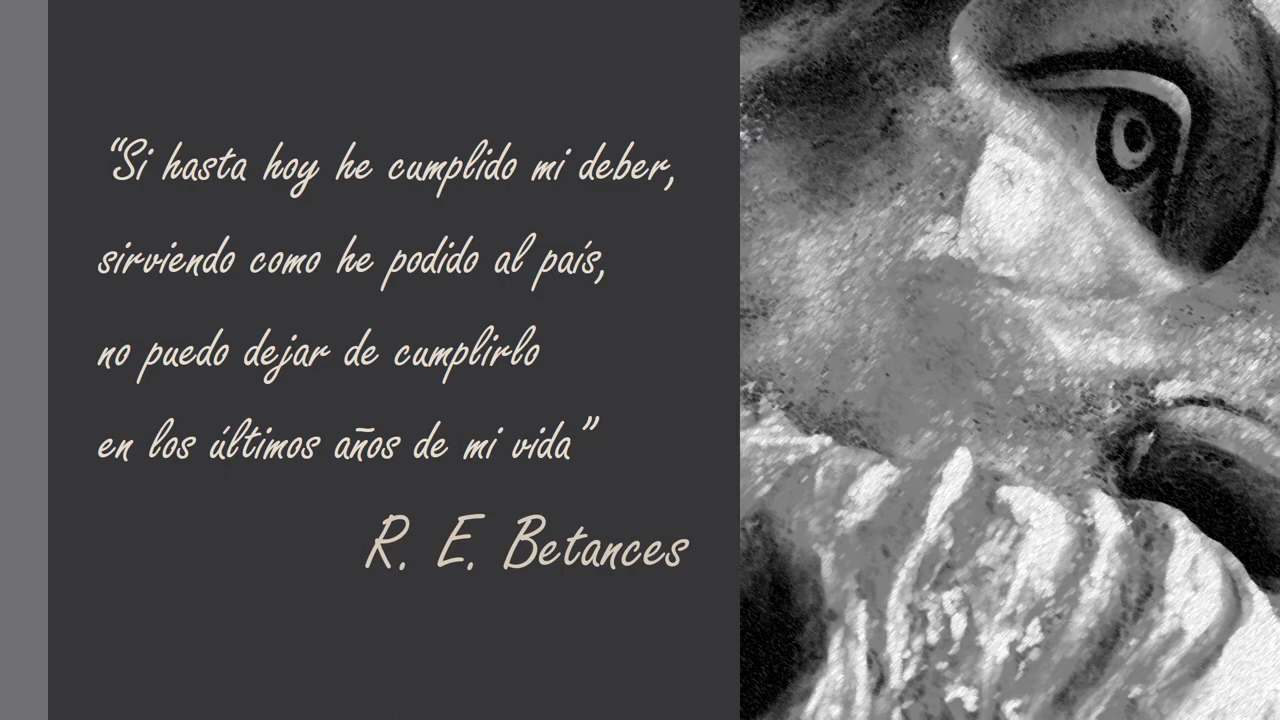 “Si hasta hoy he cumplido mi deber,
sirviendo como he podido al país,
no puedo dejar de cumplirlo
en los últimos años de mi vida”
R. E. Betances